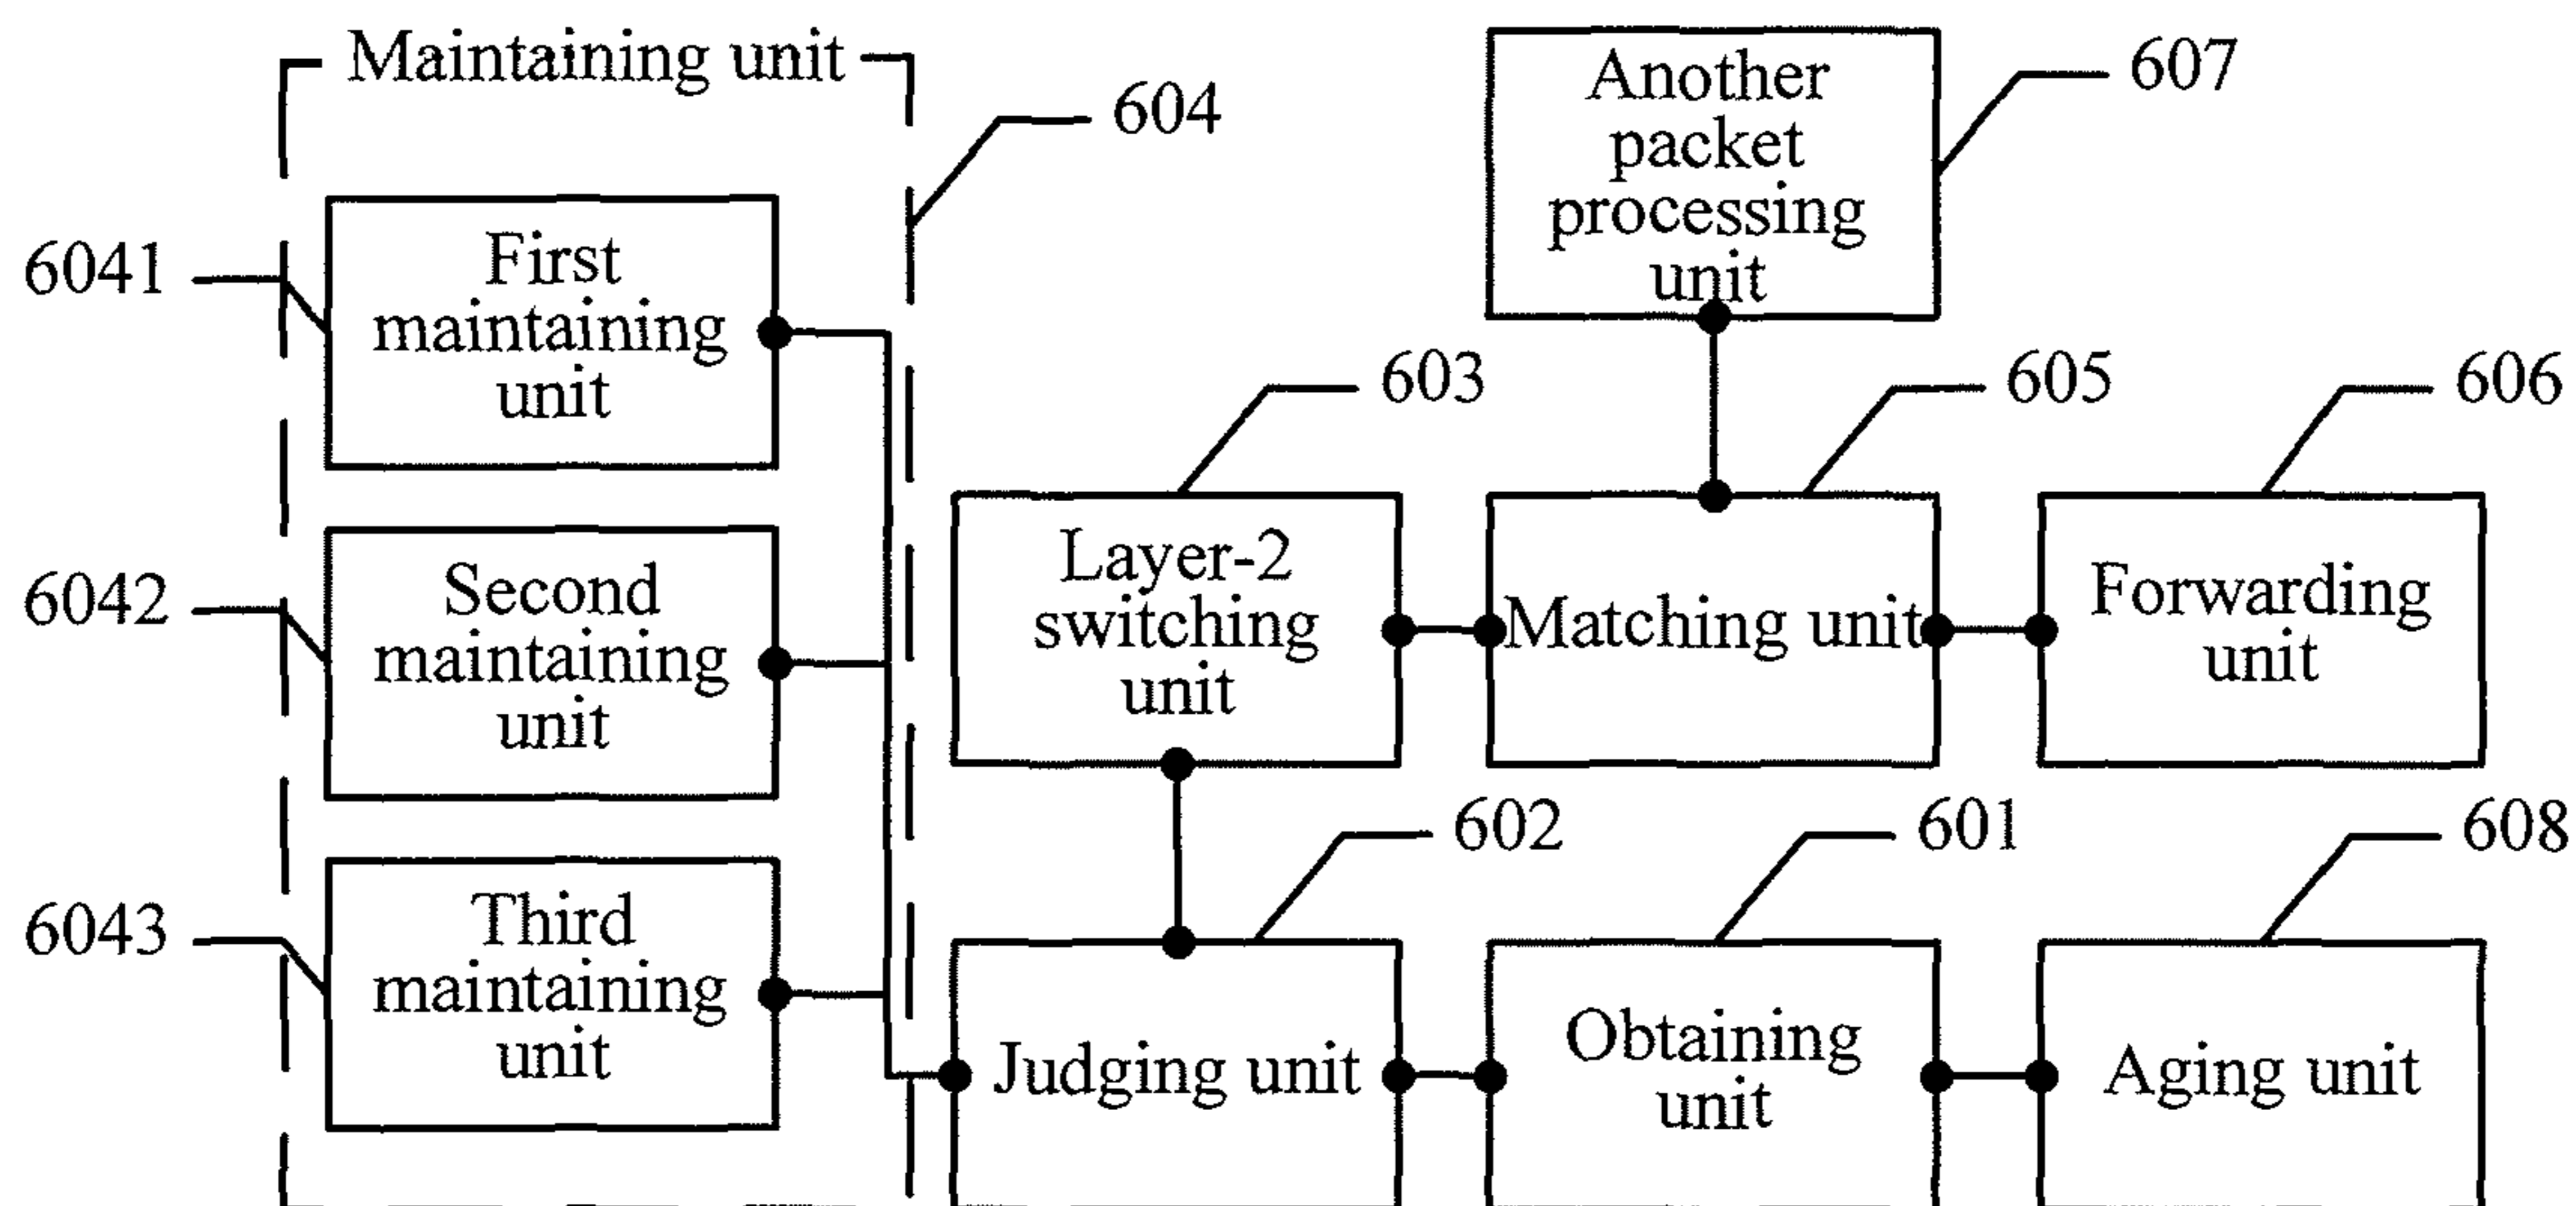 Maintaining unit
604
6041
First
maintaining
unit
6042
Second
maintaining
unit
6043
Third
maintaining
unit
Another
packet
processing
unit
607
603
Layer-2
switching
unit
605
Matching unit
606
Forwarding
unit
602
Judging unit
601
Obtaining
unit
608
Aging unit